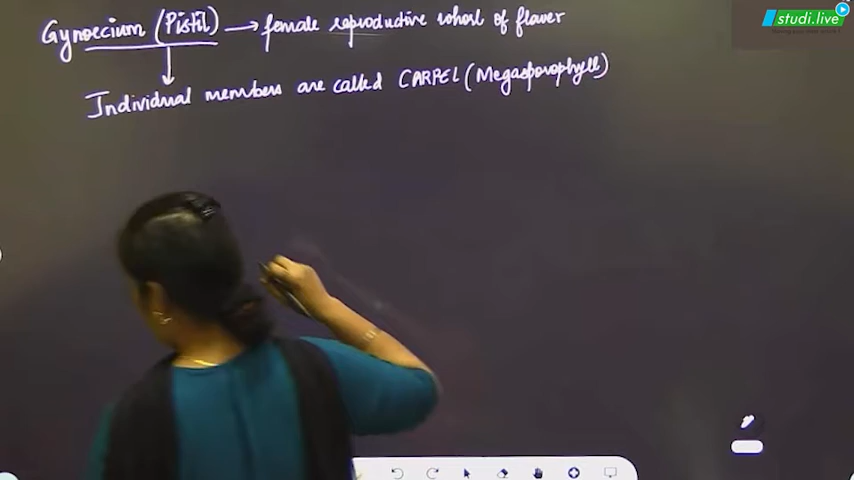 studi.live
Gynoecium (Pistil) → female reproductive whorl of flower
Individual members are called CARPEL (Megasporophyll)